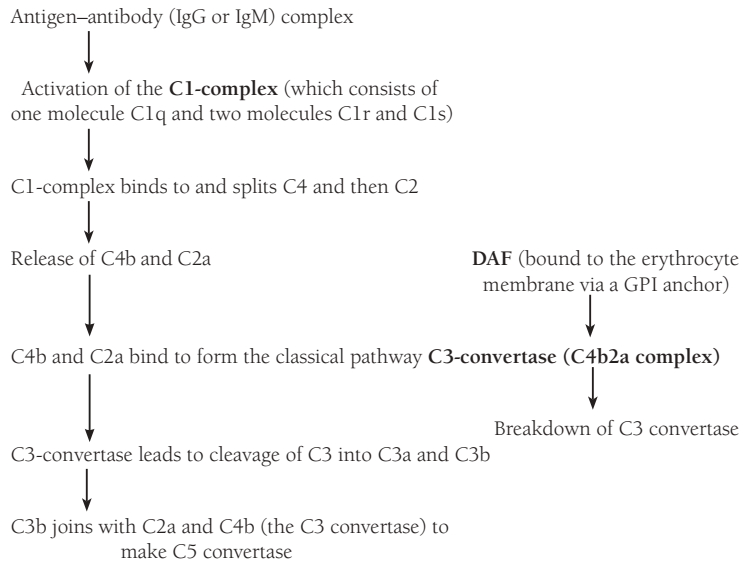 Antigen–antibody (IgG or IgM) complex
Activation of the C1-complex (which consists of
one molecule C1q and two molecules C1r and C1s)
C1-complex binds to and splits C4 and then C2
Release of C4b and C2a
DAF (bound to the erythrocyte
membrane via a GPI anchor)
C4b and C2a bind to form the classical pathway C3-convertase (C4b2a complex)
Breakdown of C3 convertase
C3-convertase leads to cleavage of C3 into C3a and C3b
C3b joins with C2a and C4b (the C3 convertase) to
make C5 convertase